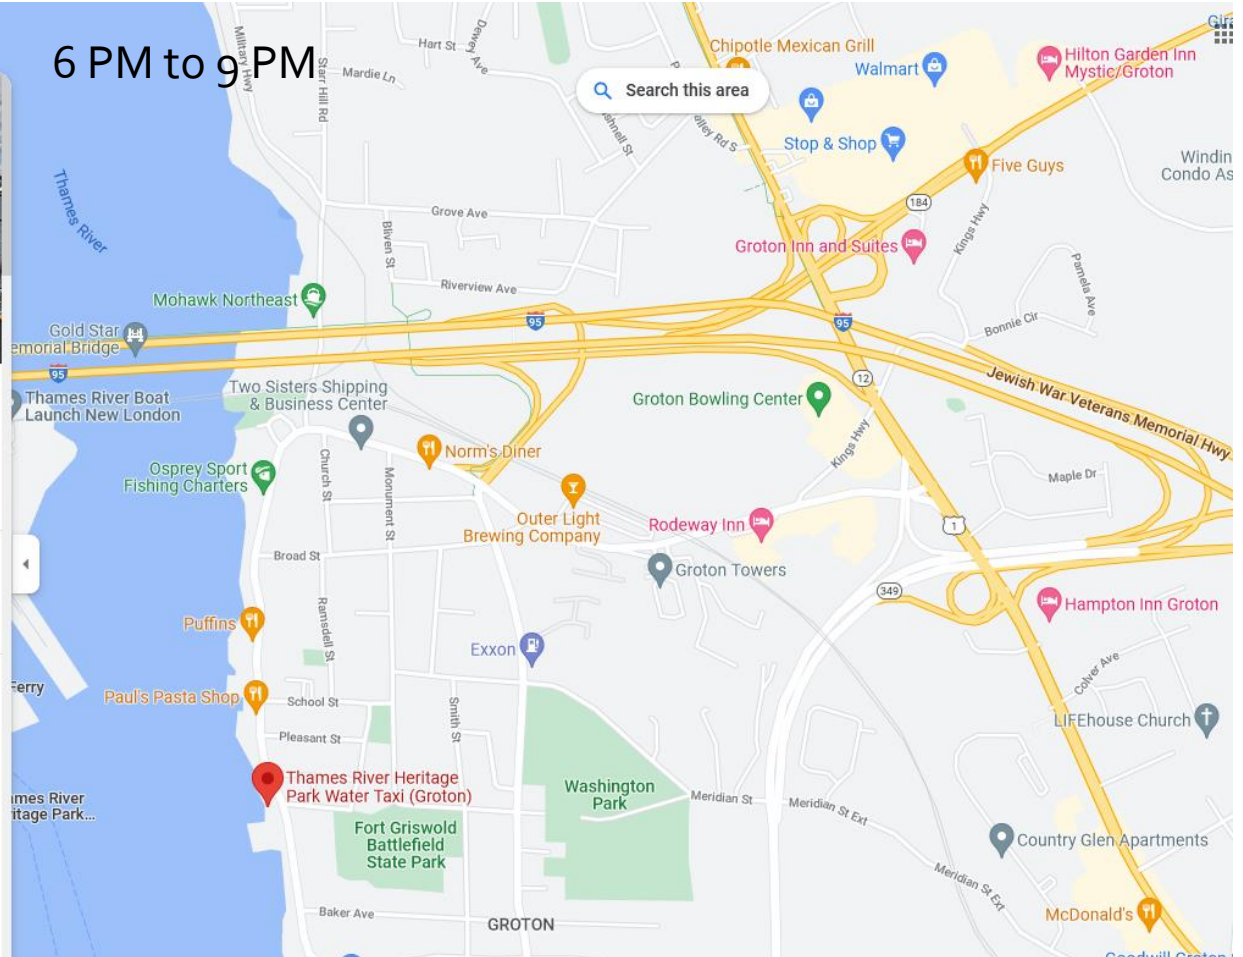 6 PM to 9 PM
Military Hwy
Starr Hill Rd
Hart St
Dewey Ave
Mardie Ln
Chipotle Mexican Grill
Walmart
Hilton Garden Inn
Mystic/Groton
Search this area
Stop & Shop
Five Guys
184
Thames River
Grove Ave
Bliven St
Kings Hwy
Groton Inn and Suites
Pamela Ave
Riverview Ave
Mohawk Northeast
95
95
Bonnie Cir
Gold Star
emorial Bridge
95
12
Jewish War Veterans Memorial Hwy
Two Sisters Shipping
& Business Center
Thames River Boat
Launch New London
Groton Bowling Center
Kings Hwy
Norm's Diner
Osprey Sport
Fishing Charters
Church St
Monument St
Maple Dr
Outer Light
Brewing Company
Rodeway Inn
1
Broad St
Groton Towers
349
Hampton Inn Groton
Puffins
Ramsdell St
Exxon
Colver Ave
Ferry
Paul's Pasta Shop
School St
Smith St
LIFEhouse Church
Pleasant St
Thames River Heritage
Park Water Taxi (Groton)
Washington
Park
Meridian St
Meridian St Ext
ames River
itage Park...
Fort Griswold
Battlefield
State Park
Country Glen Apartments
Meridian St Ext
Baker Ave
GROTON
McDonald's